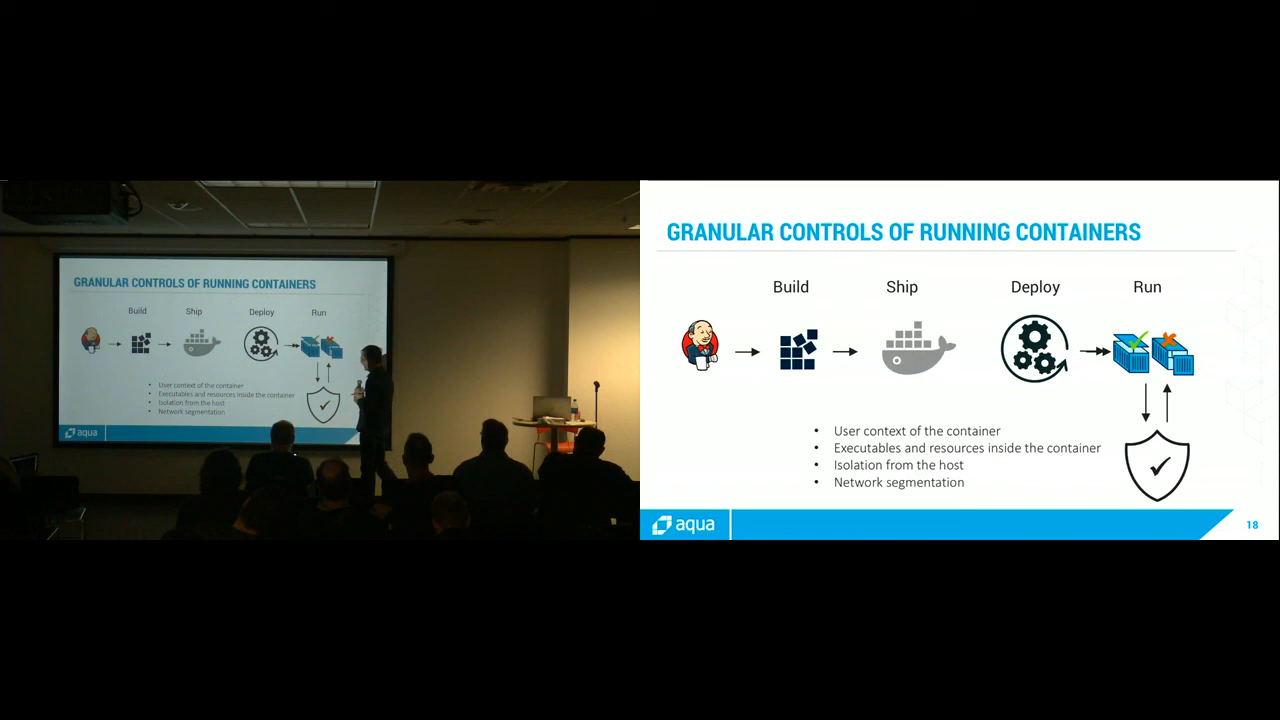 GRANULAR CONTROLS OF RUNNING CONTAINERS
Build Ship Deploy Run
• User context of the container
• Executables and resources inside the container
• Isolation from the host
• Network segmentation
aqua
GRANULAR CONTROLS OF RUNNING CONTAINERS
Build Ship Deploy Run
• User context of the container
• Executables and resources inside the container
• Isolation from the host
• Network segmentation
aqua
18